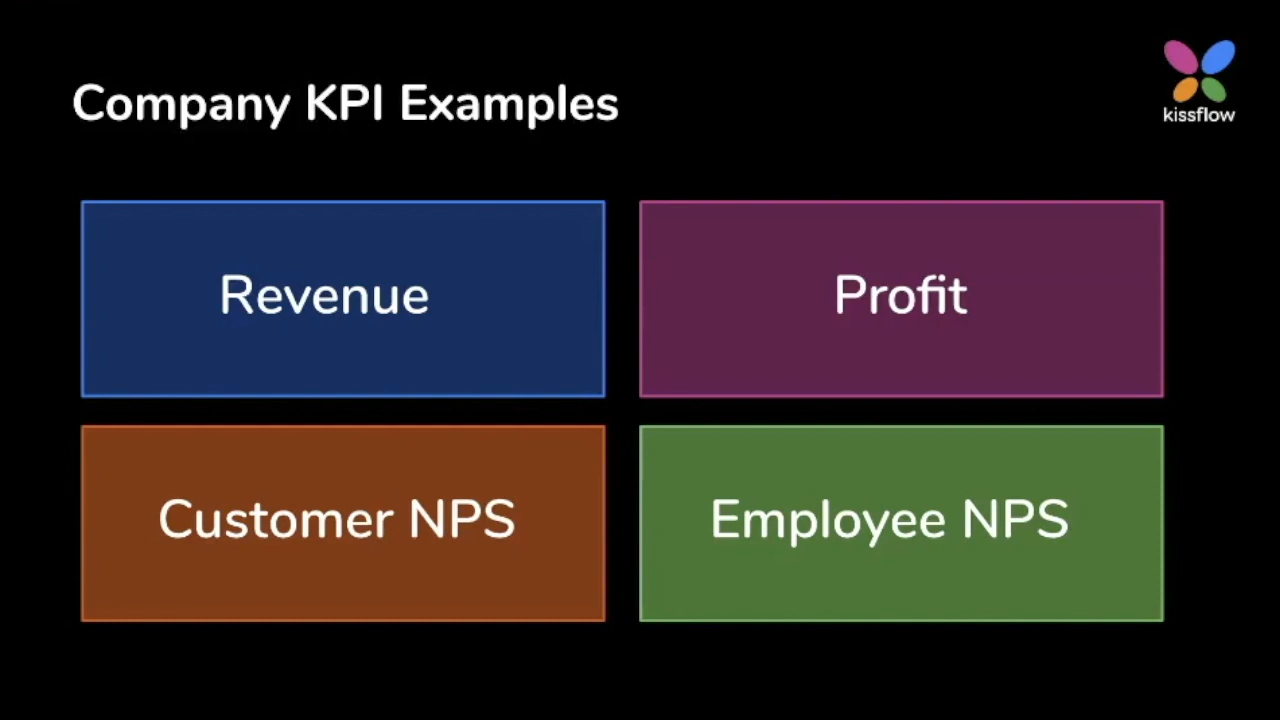 Company KPI Examples
kissflow
Revenue
Profit
Customer NPS
Employee NPS